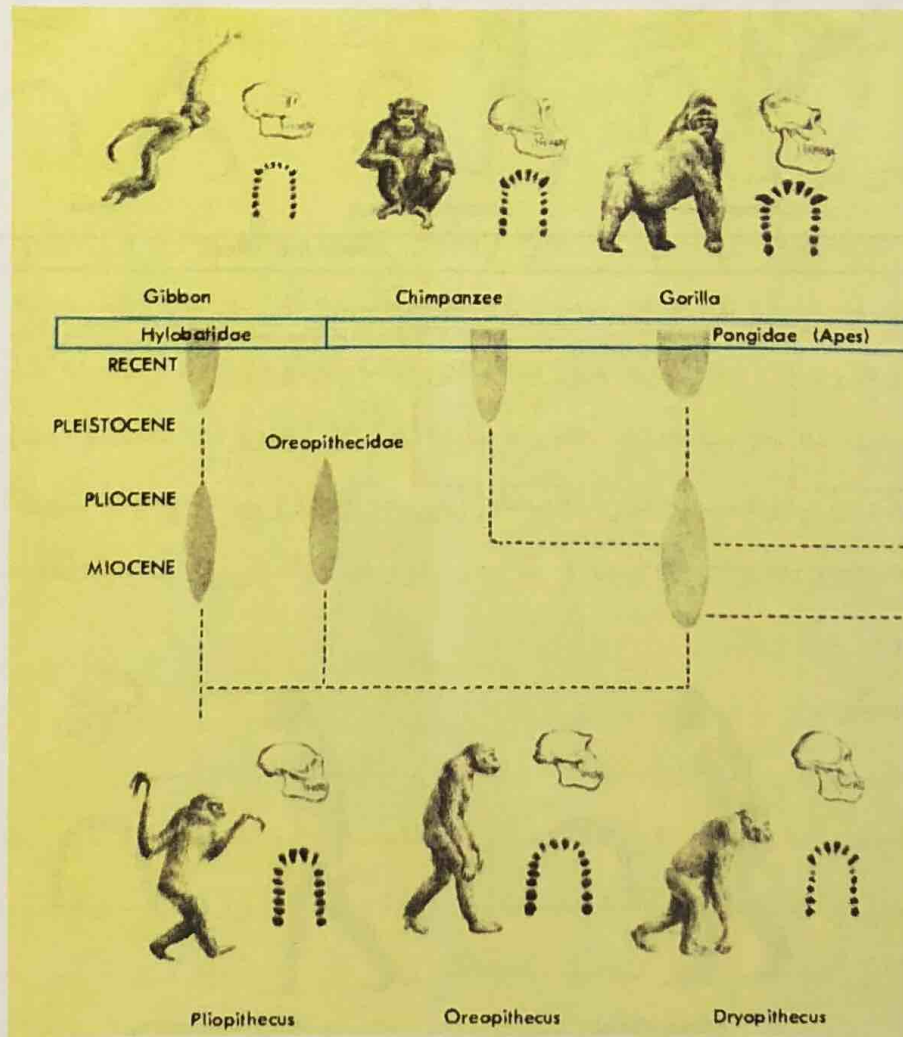 Gibbon Chimpanzee Gorilla
Hylobatidae Pongidae (Apes)
RECENT
PLEISTOCENE
Oreopithecidae
PLIOCENE
MIOCENE
Pliopithecus Oreopithecus Dryopithecus